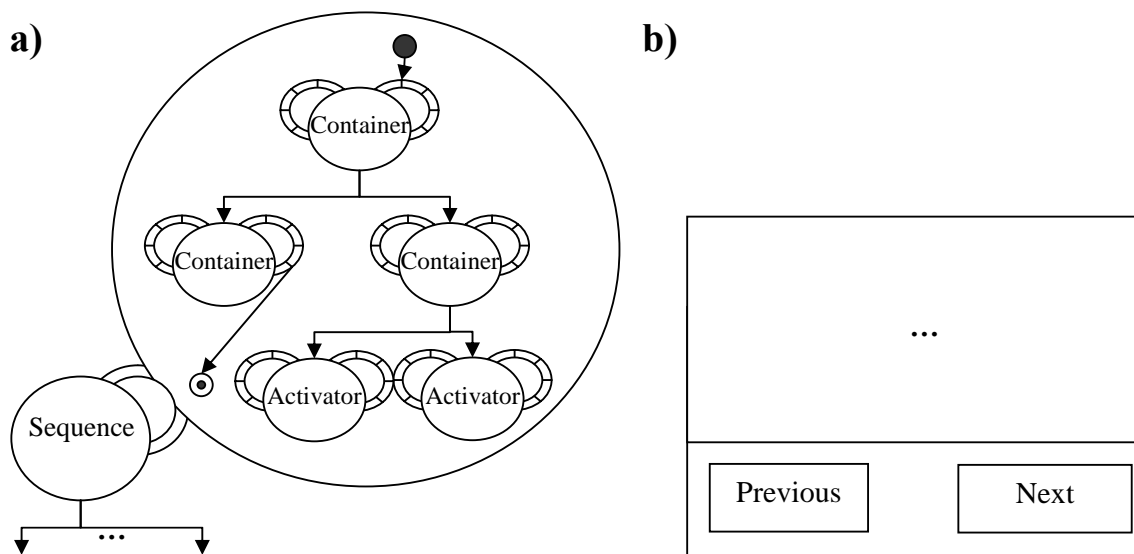 a)
b)
Container
Container
Container
Activator
Activator
Sequence
...
...
Previous
Next